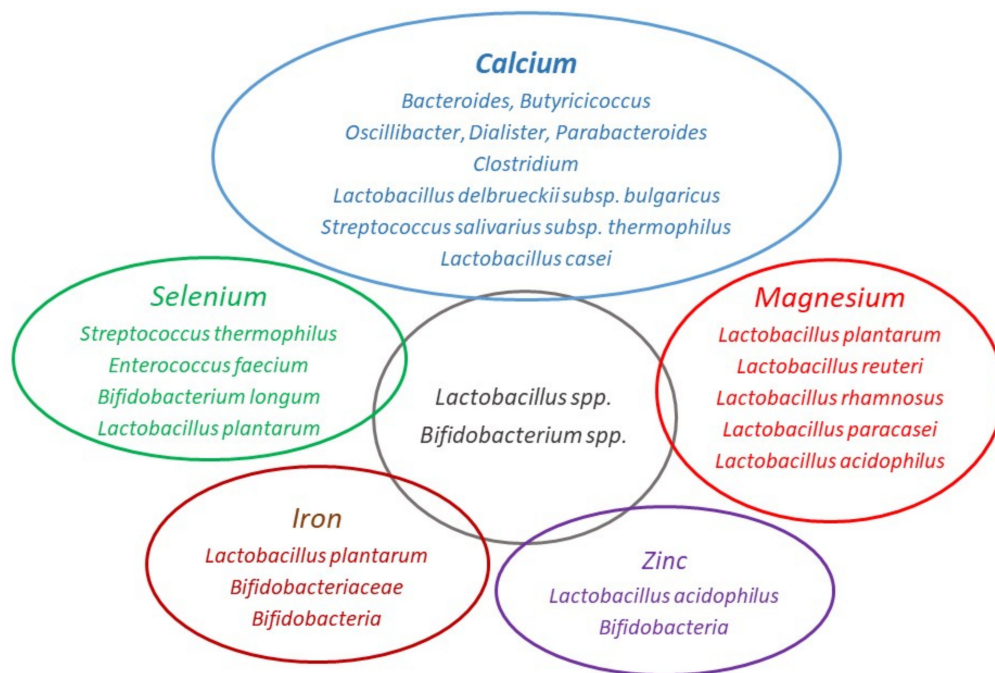 Calcium
Bacteroides, Butyricicoccus
Oscillibacter, Dialister, Parabacteroides
Clostridium
Lactobacillus delbrueckii subsp. bulgaricus
Streptococcus salivarius subsp. thermophilus
Lactobacillus casei
Selenium
Streptococcus thermophilus
Enterococcus faecium
Bifidobacterium longum
Lactobacillus plantarum
Lactobacillus spp.
Bifidobacterium spp.
Magnesium
Lactobacillus plantarum
Lactobacillus reuteri
Lactobacillus rhamnosus
Lactobacillus paracasei
Lactobacillus acidophilus
Iron
Lactobacillus plantarum
Bifidobacteriaceae
Bifidobacteria
Zinc
Lactobacillus acidophilus
Bifidobacteria